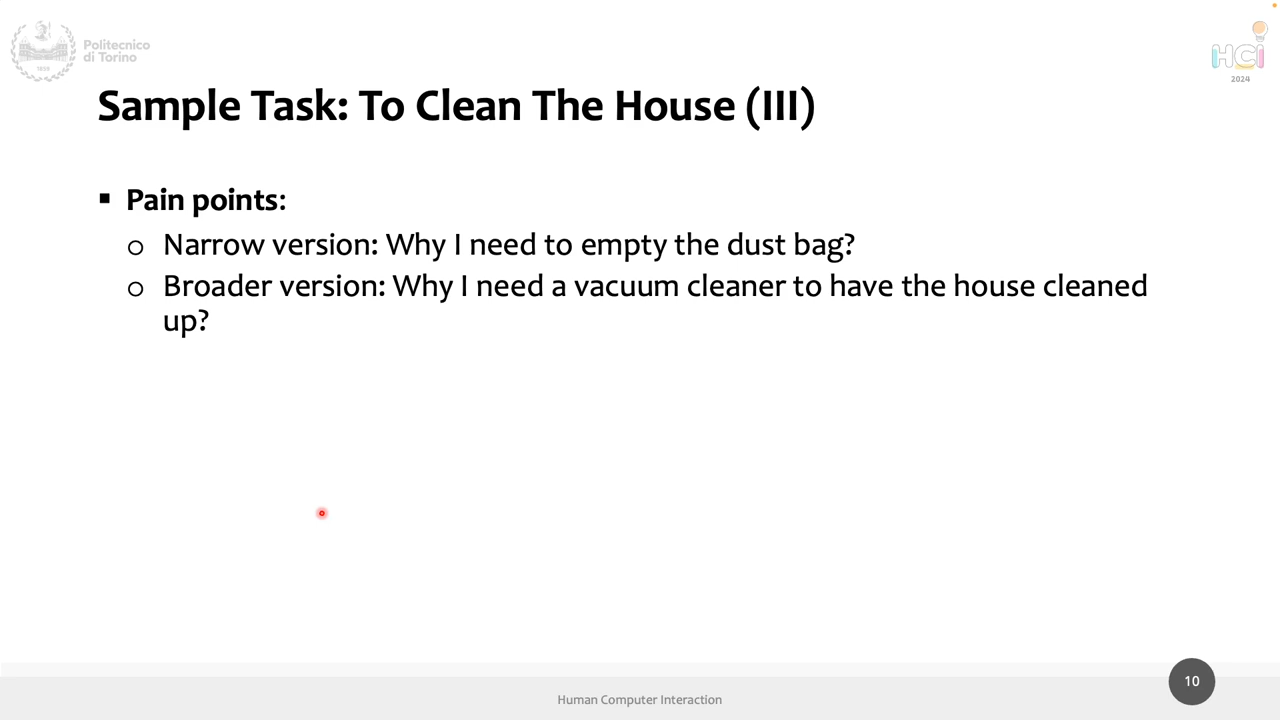 Politecnico
di Torino
1859
HCI
2024
Sample Task: To Clean The House (III)
▪ Pain points:
o Narrow version: Why I need to empty the dust bag?
o Broader version: Why I need a vacuum cleaner to have the house cleaned
up?
10
Human Computer Interaction